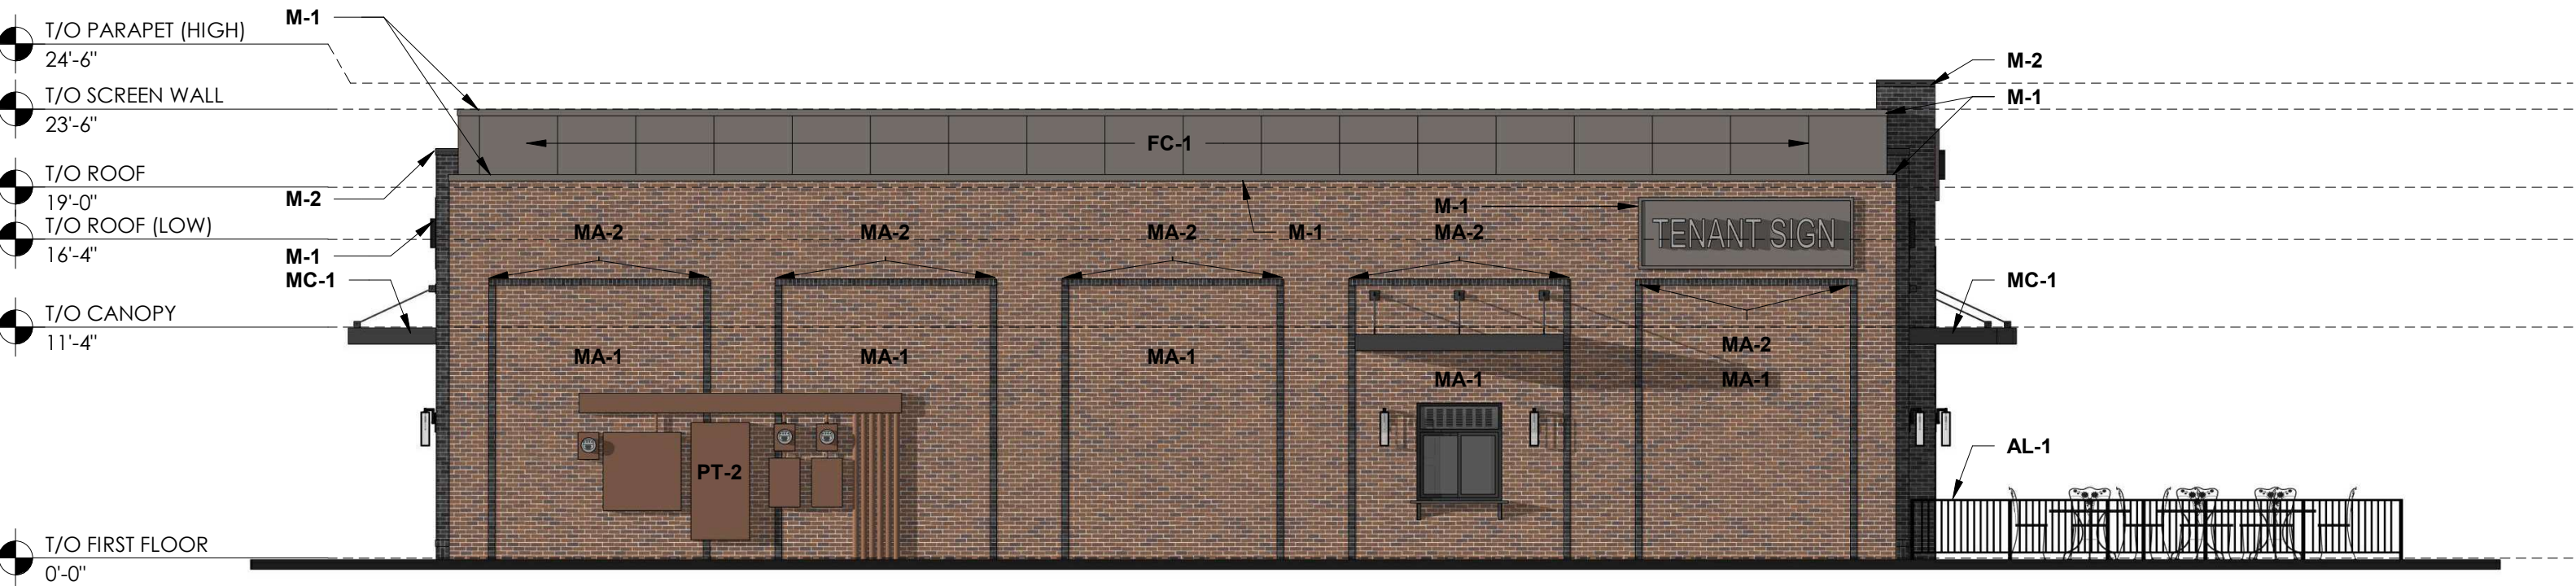 T/O PARAPET (HIGH)
24'-6"
T/O SCREEN WALL
23'-6"
T/O ROOF
19'-0"
T/O ROOF (LOW)
16'-4"
T/O CANOPY
11'-4"
T/O FIRST FLOOR
0'-0"
M-1
M-2
M-1
MC-1
FC-1
M-1
M-1
TENANT SIGN
MA-2
MA-2
MA-2
MA-2
MA-1
MA-1
MA-1
MA-1
MA-2
MA-1
PT-2
M-2
M-1
MC-1
AL-1